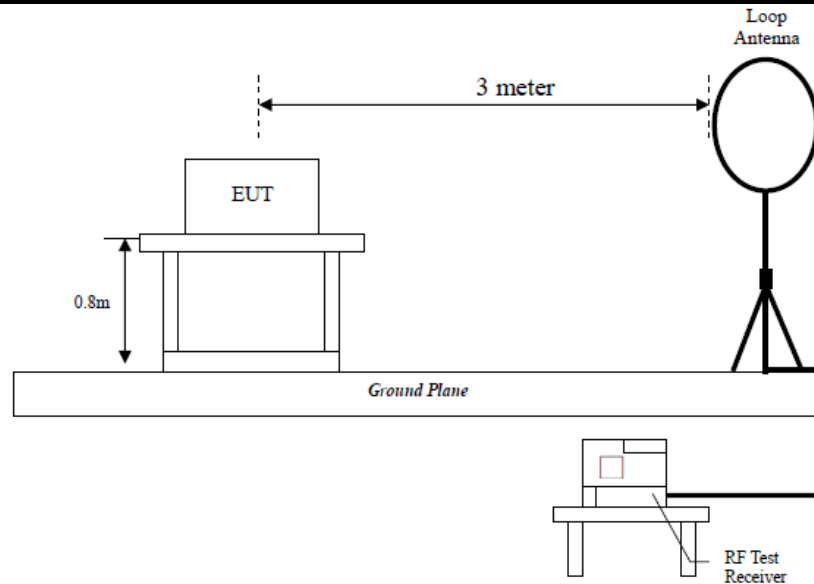 Loop
Antenna
3 meter
EUT
0.8m
Ground Plane
RF Test
Receiver